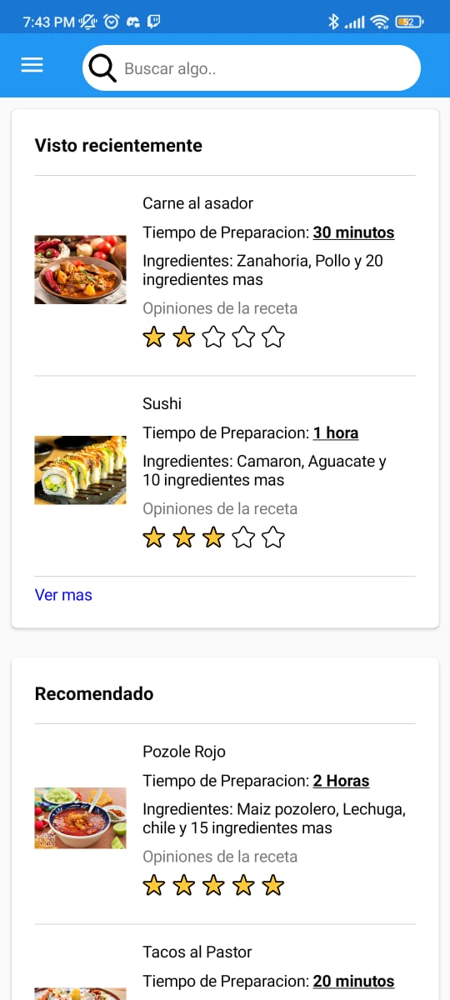 7:43 PM
52
Buscar algo..
Visto recientemente
Carne al asador
Tiempo de Preparacion: 30 minutos
Ingredientes: Zanahoria, Pollo y 20
ingredientes mas
Opiniones de la receta
Sushi
Tiempo de Preparacion: 1 hora
Ingredientes: Camaron, Aguacate y
10 ingredientes mas
Opiniones de la receta
Ver mas
Recomendado
Pozole Rojo
Tiempo de Preparacion: 2 Horas
Ingredientes: Maiz pozolero, Lechuga,
chile y 15 ingredientes mas
Opiniones de la receta
Tacos al Pastor
Tiempo de Preparacion: 20 minutos